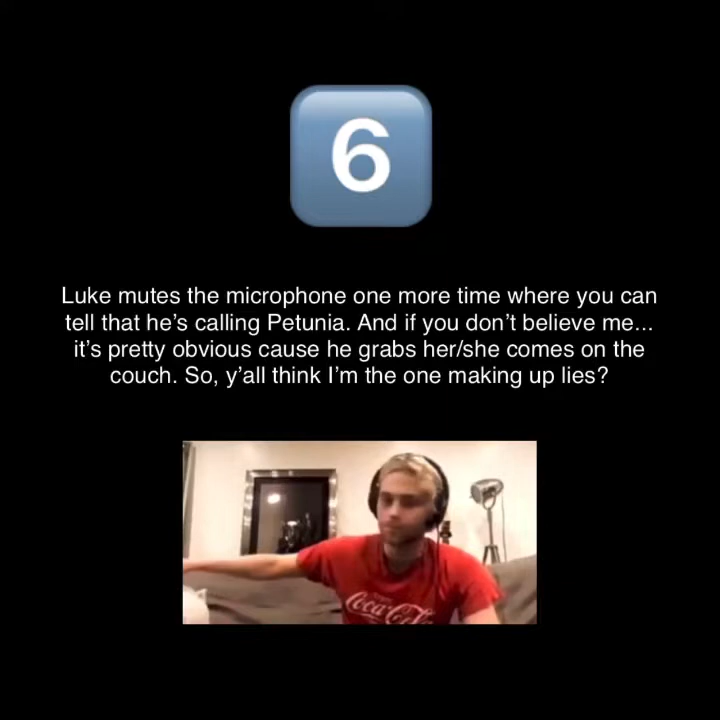 6
Luke mutes the microphone one more time where you can
tell that he's calling Petunia. And if you don't believe me...
it's pretty obvious cause he grabs her/she comes on the
couch. So, y'all think I'm the one making up lies?
Coca-Cola